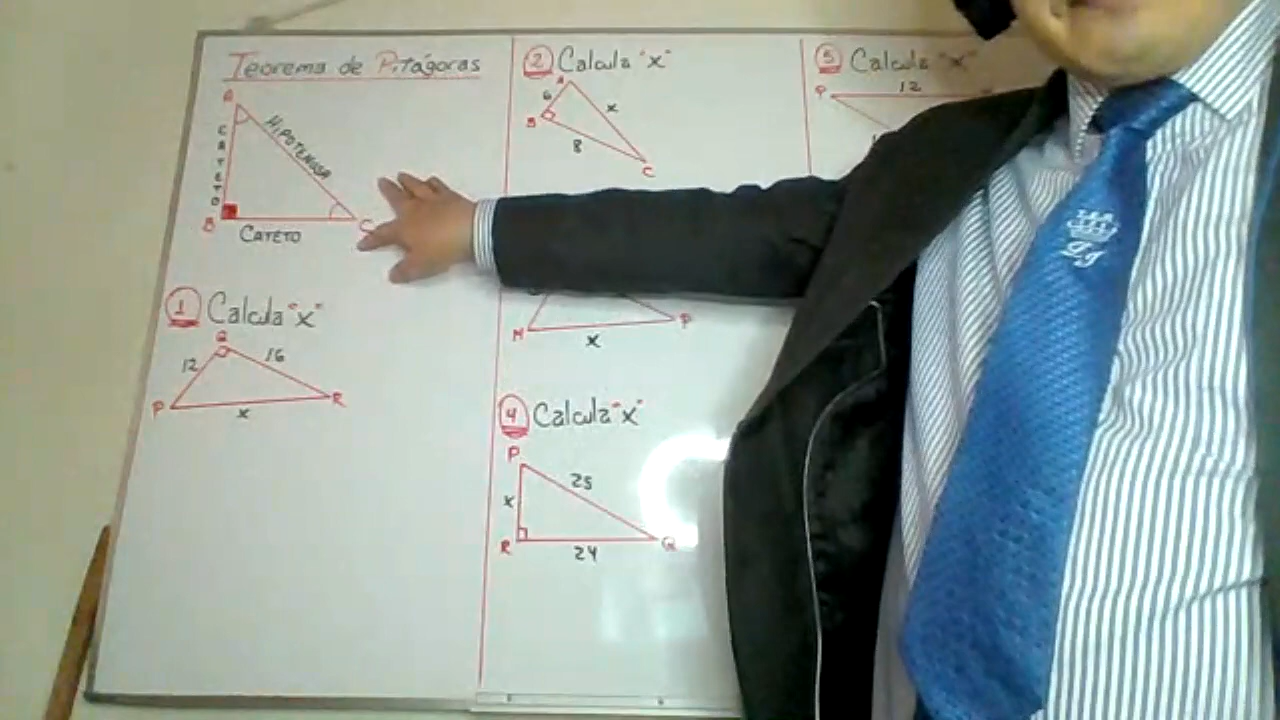 Teorema de Pitágoras
A
CATETO
HIPOTENUSA
B
C
CATETO
1 Calcula "x"
Q
12
16
P
x
R
2 Calcula "x"
A
6
x
B
8
C
M
x
P
4 Calcula "x"
P
25
x
R
24
Q
5 Calcula "x"
P
12